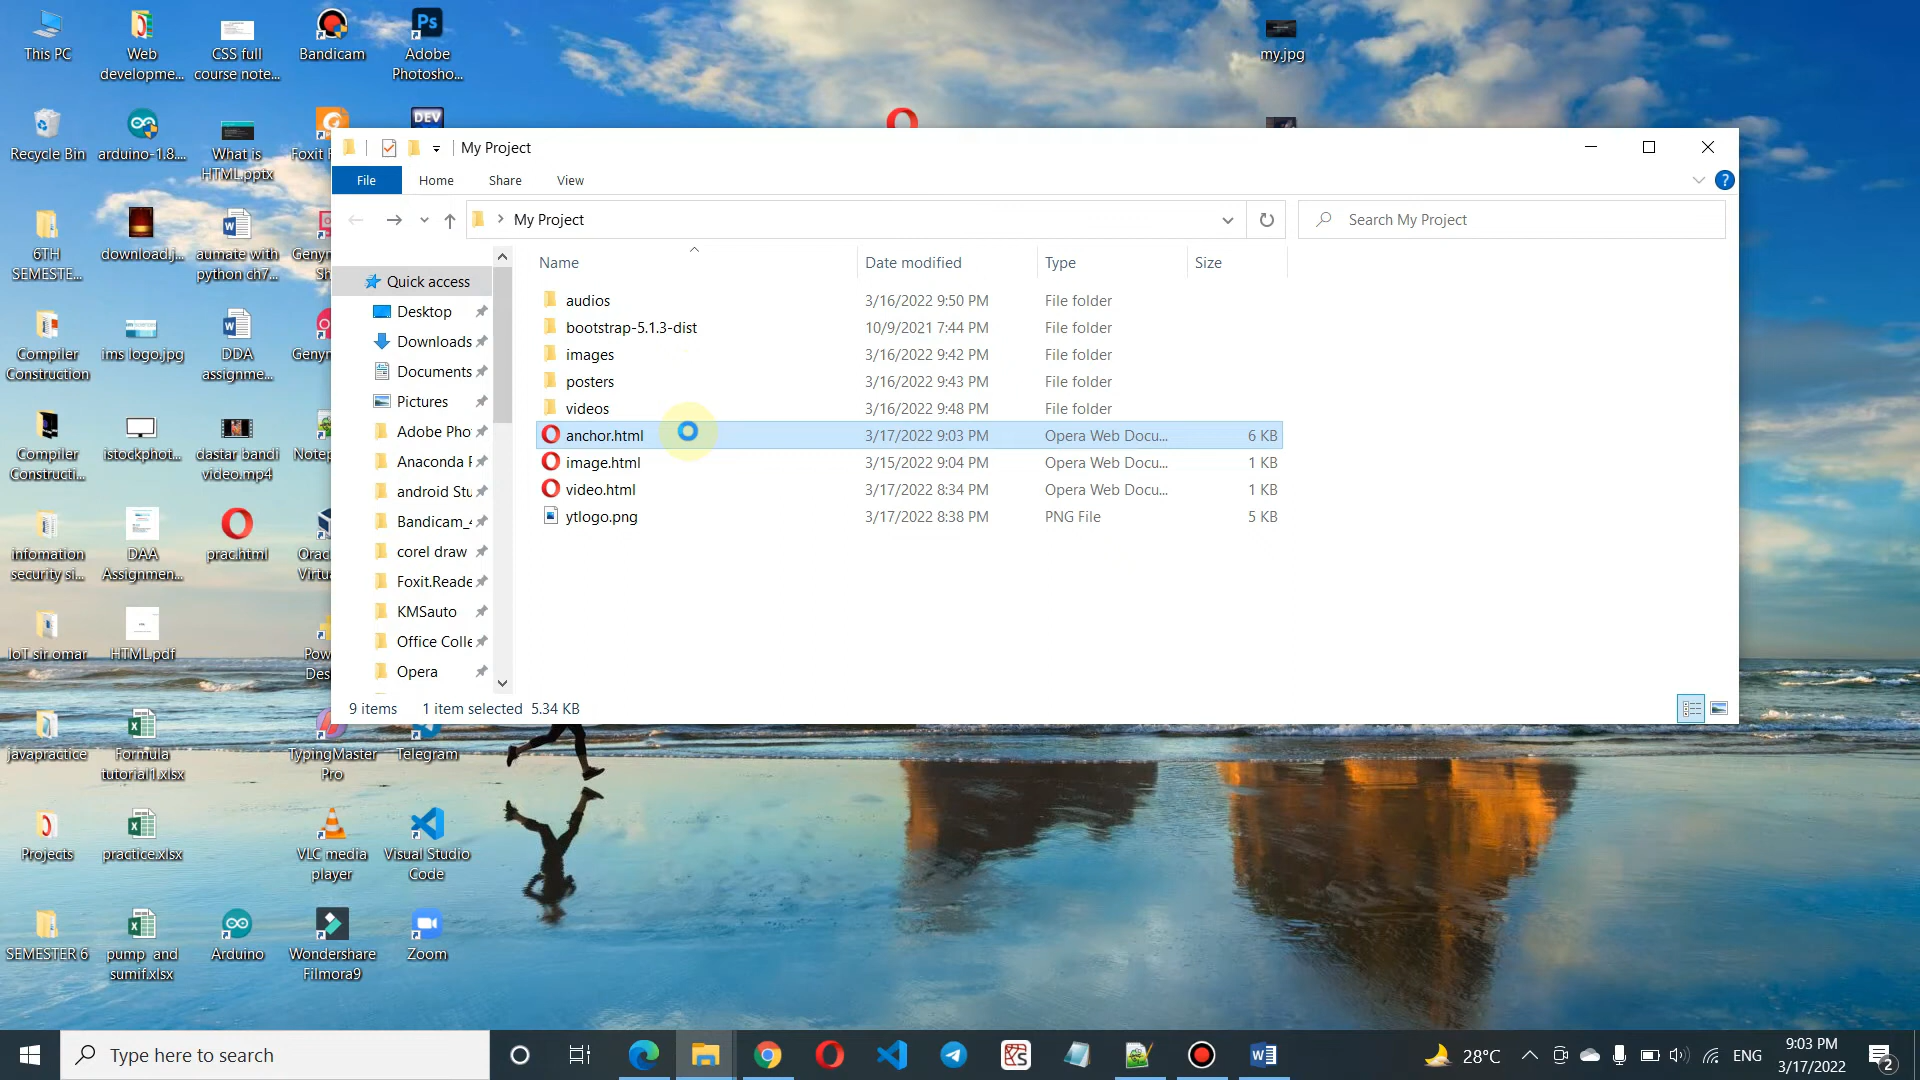 This PC
Web
developme...
CSS full
course note...
Bandicam
Ps
Adobe
Photosho...
my.jpg
Recycle Bin
arduino-1.8....
What is
HTML.pptx
Foxit
DEV
6TH
SEMESTE...
download.j...
aumate with
python ch7...
Compiler
Construction
ims logo.jpg
DDA
assignme...
Compiler
Constructi...
istockphot...
dastar bandi
video.mp4
infomation
security si...
DAA
Assignmen...
prac.html
IoT sir omar
HTML.pdf
javapractice
Formula
tutorial1.xlsx
TypingMaster
Pro
Telegram
Projects
practice.xlsx
VLC media
player
Visual Studio
Code
SEMESTER 6
pump and
sumif.xlsx
Arduino
Wondershare
Filmora9
Zoom
My Project
File
Home
Share
View
?
My Project
Search My Project
Name
Date modified
Type
Size
Quick access
Desktop
Downloads
Documents
Pictures
Adobe Pho
Anaconda
android Stu
Bandicam_
corel draw
Foxit.Reade
KMSauto
Office Colle
Opera
audios 3/16/2022 9:50 PM File folder
bootstrap-5.1.3-dist 10/9/2021 7:44 PM File folder
images 3/16/2022 9:42 PM File folder
posters 3/16/2022 9:43 PM File folder
videos 3/16/2022 9:48 PM File folder
anchor.html 3/17/2022 9:03 PM Opera Web Docu... 6 KB
image.html 3/15/2022 9:04 PM Opera Web Docu... 1 KB
video.html 3/17/2022 8:34 PM Opera Web Docu... 1 KB
ytlogo.png 3/17/2022 8:38 PM PNG File 5 KB
9 items 1 item selected 5.34 KB
Type here to search
28°C
ENG
9:03 PM
3/17/2022
2